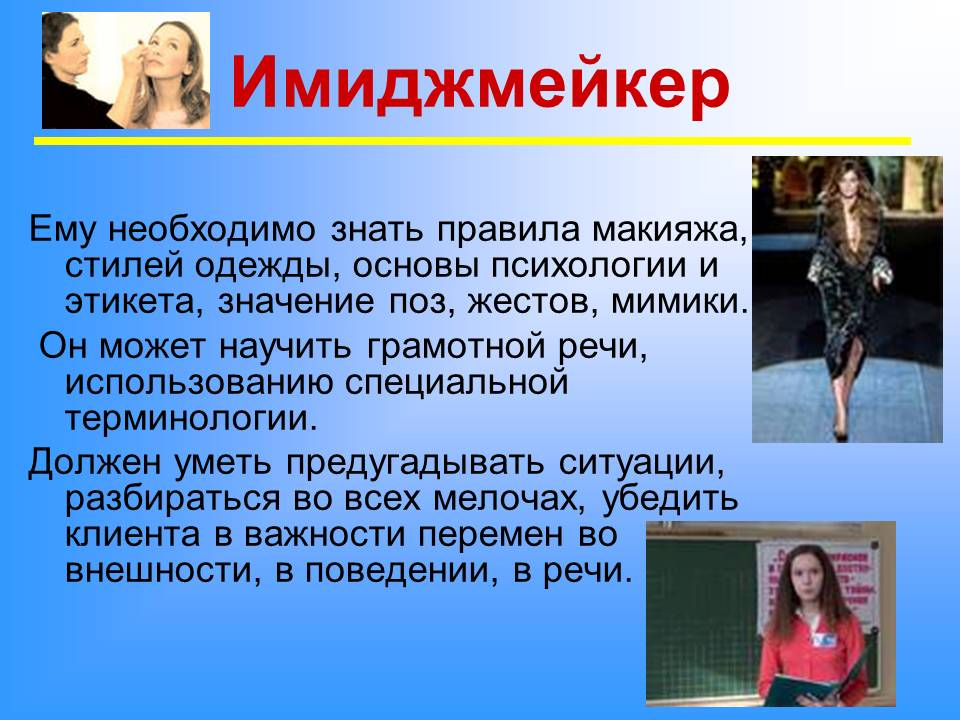 Имиджмейкер
Ему необходимо знать правила макияжа,
стилей одежды, основы психологии и
этикета, значение поз, жестов, мимики.
Он может научить грамотной речи,
использованию специальной
терминологии.
Должен уметь предугадывать ситуации,
разбираться во всех мелочах, убедить
клиента в важности перемен во
внешности, в поведении, в речи.